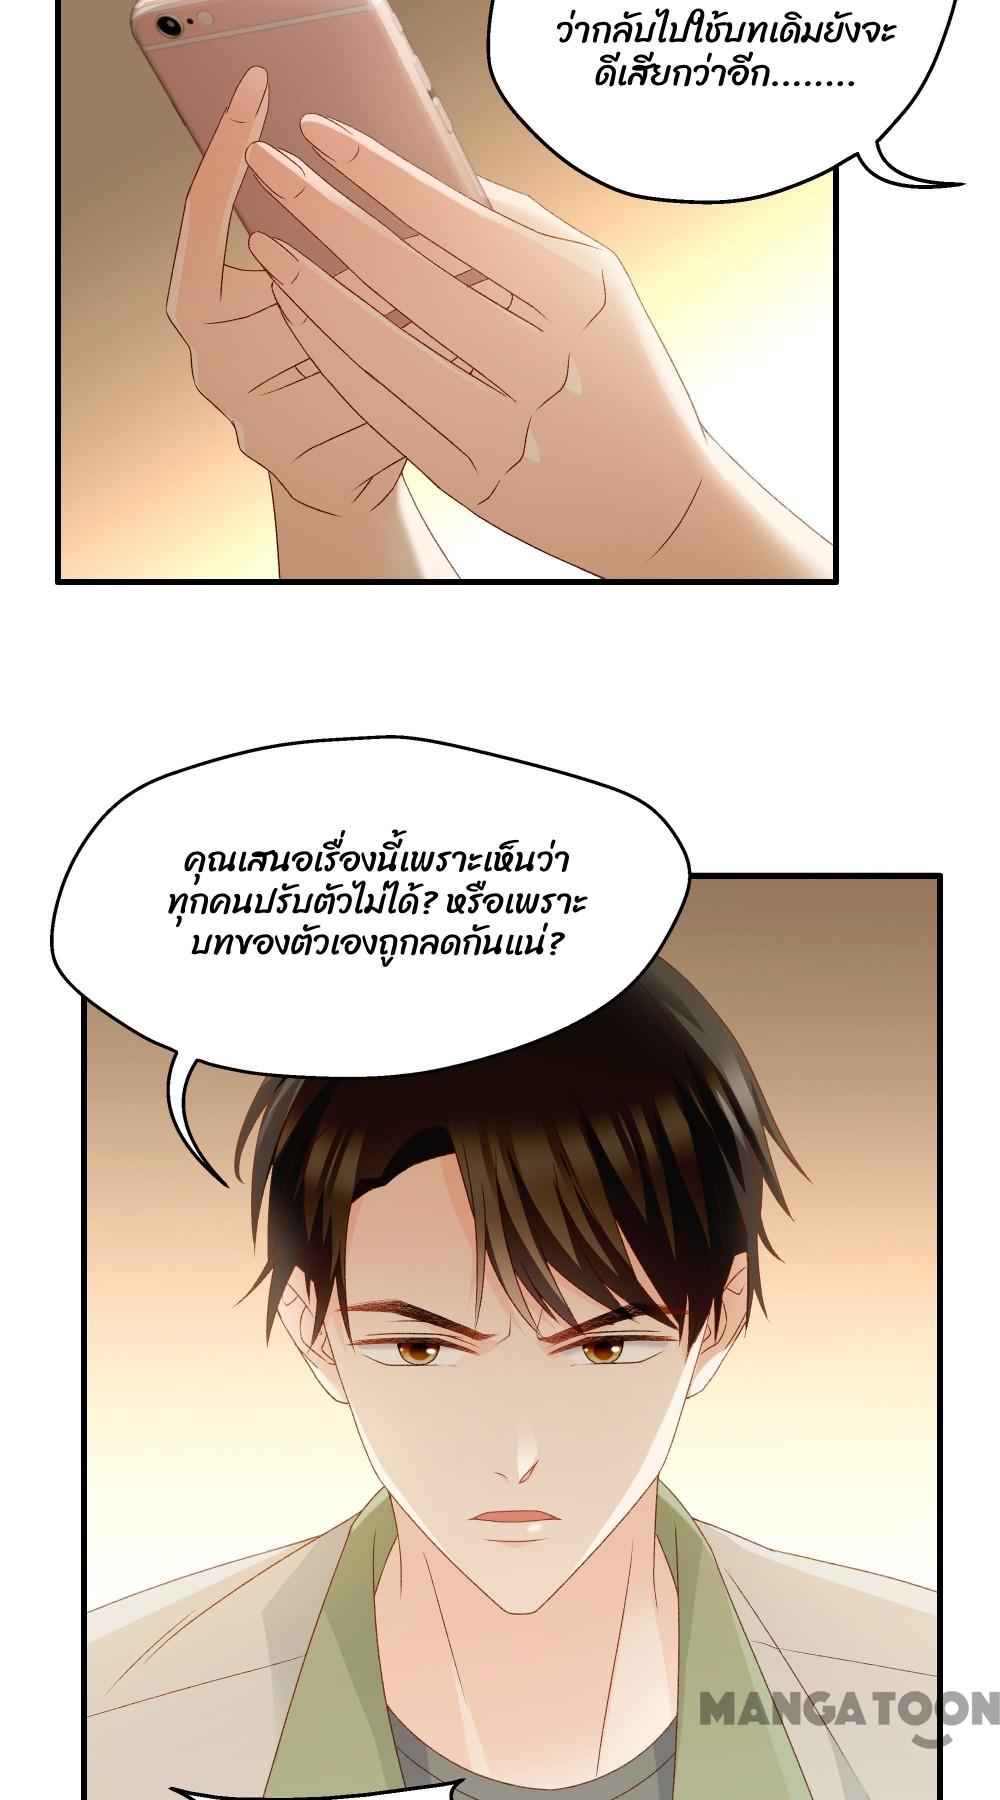 ว่ากลับไปใช้บทเดิมยังจะ
ดีเสียกว่าอีก........
คุณเสนอเรื่องนี้เพราะเห็นว่า
ทุกคนปรับตัวไม่ได้? หรือเพราะ
บทของตัวเองถูกลดกันแน่?
MANGATOON